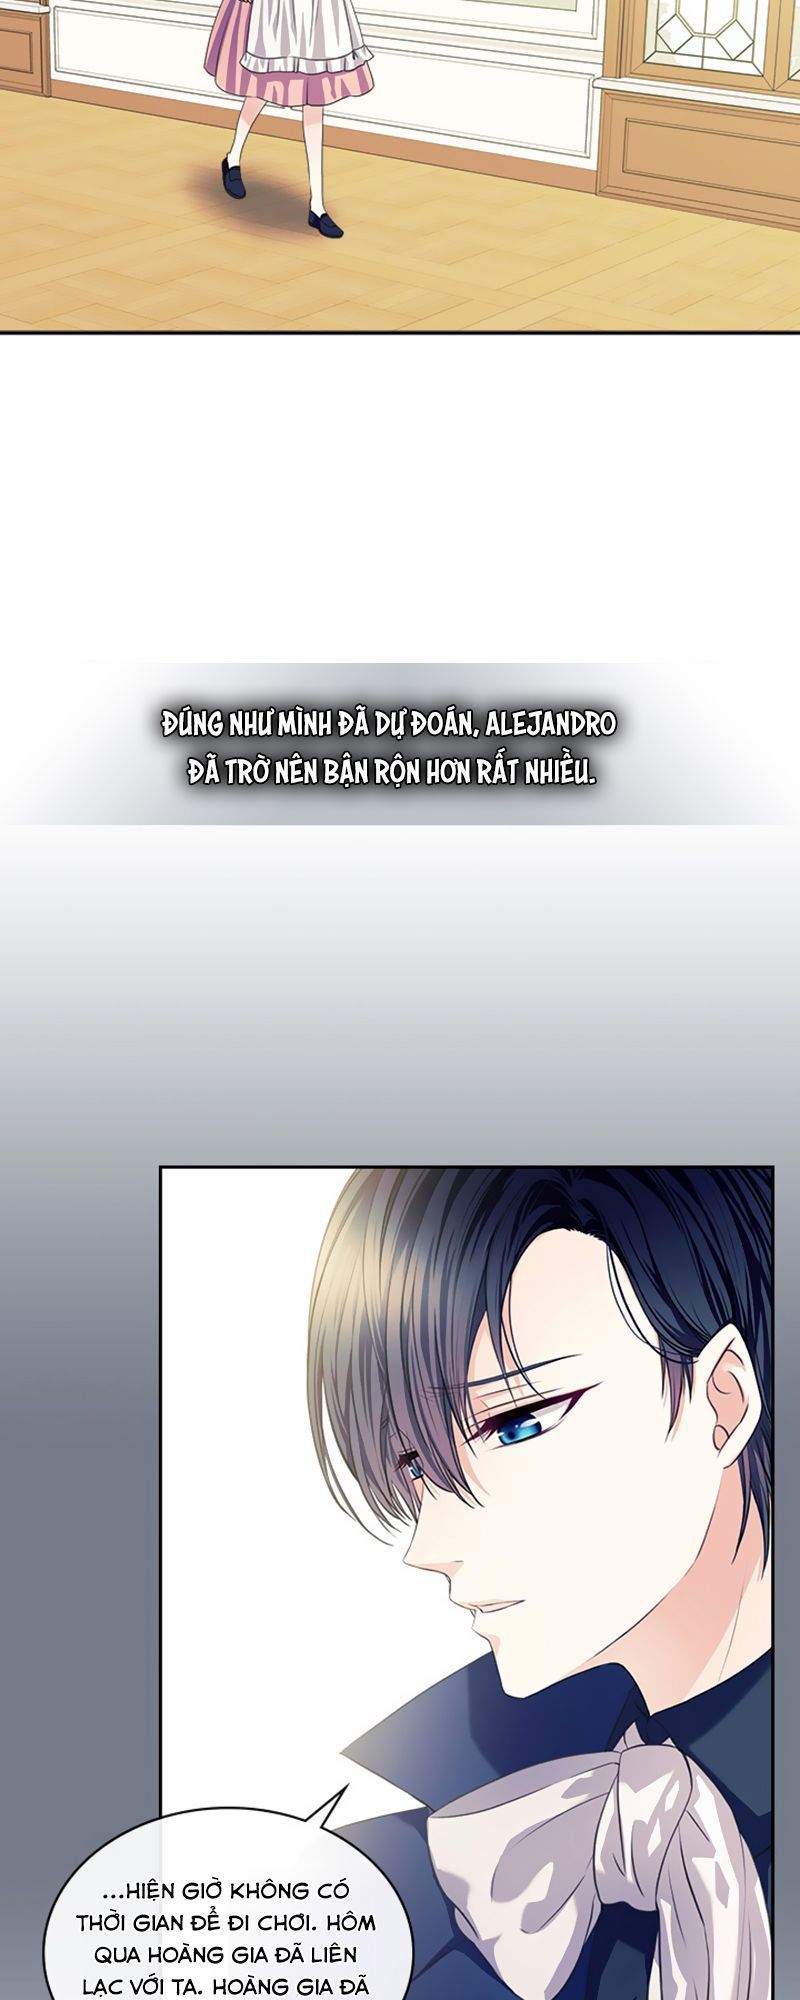 ĐÚNG NHƯ MÌNH ĐÃ DỰ ĐOÁN, ALEJANDRO
ĐÃ TRỜ NÊN BẬN RỘN HƠN RẤT NHIỀU.
...HIỆN GIỜ KHÔNG CÓ
THỜI GIAN ĐỂ ĐI CHƠI. HÔM
QUA HOÀNG GIA ĐÃ LIÊN
LẠC VỚI TA. HOÀNG GIA ĐÃ